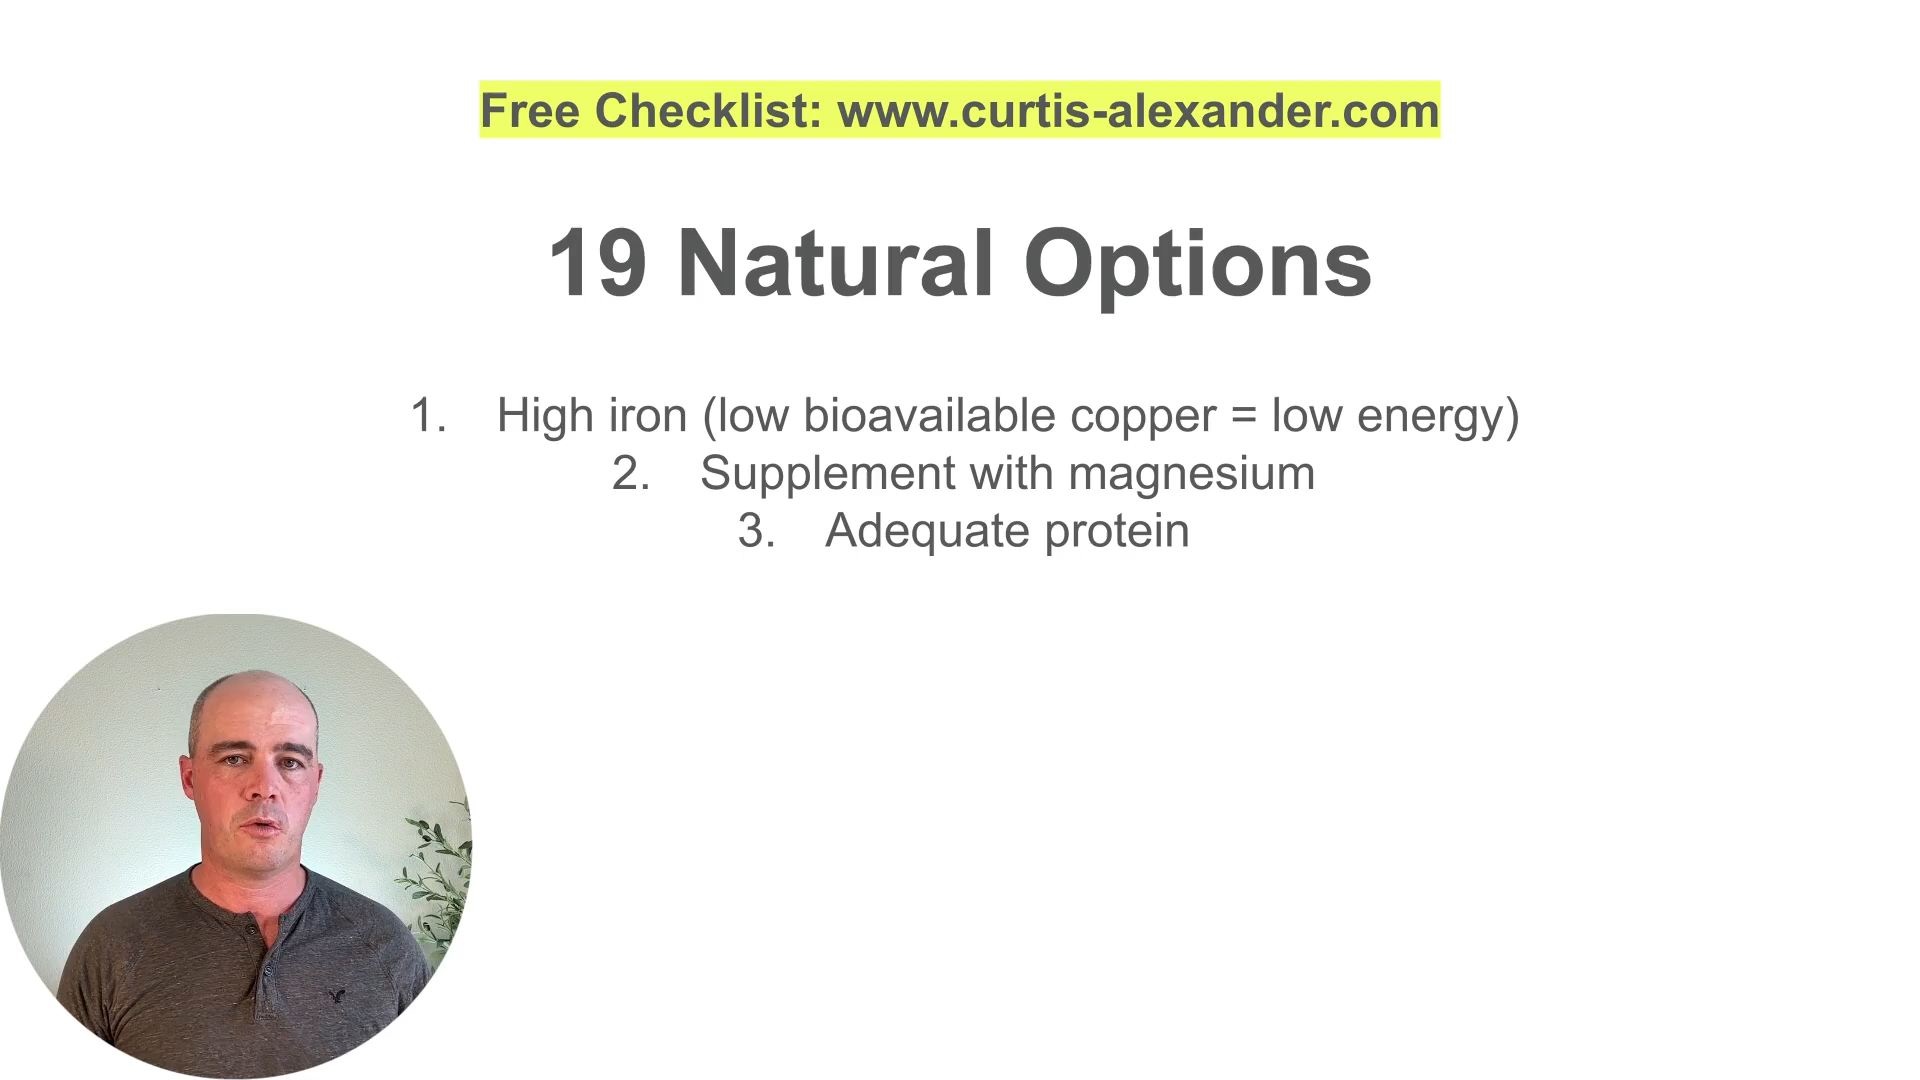 Free Checklist: www.curtis-alexander.com
19 Natural Options
1. High iron (low bioavailable copper = low energy)
2. Supplement with magnesium
3. Adequate protein